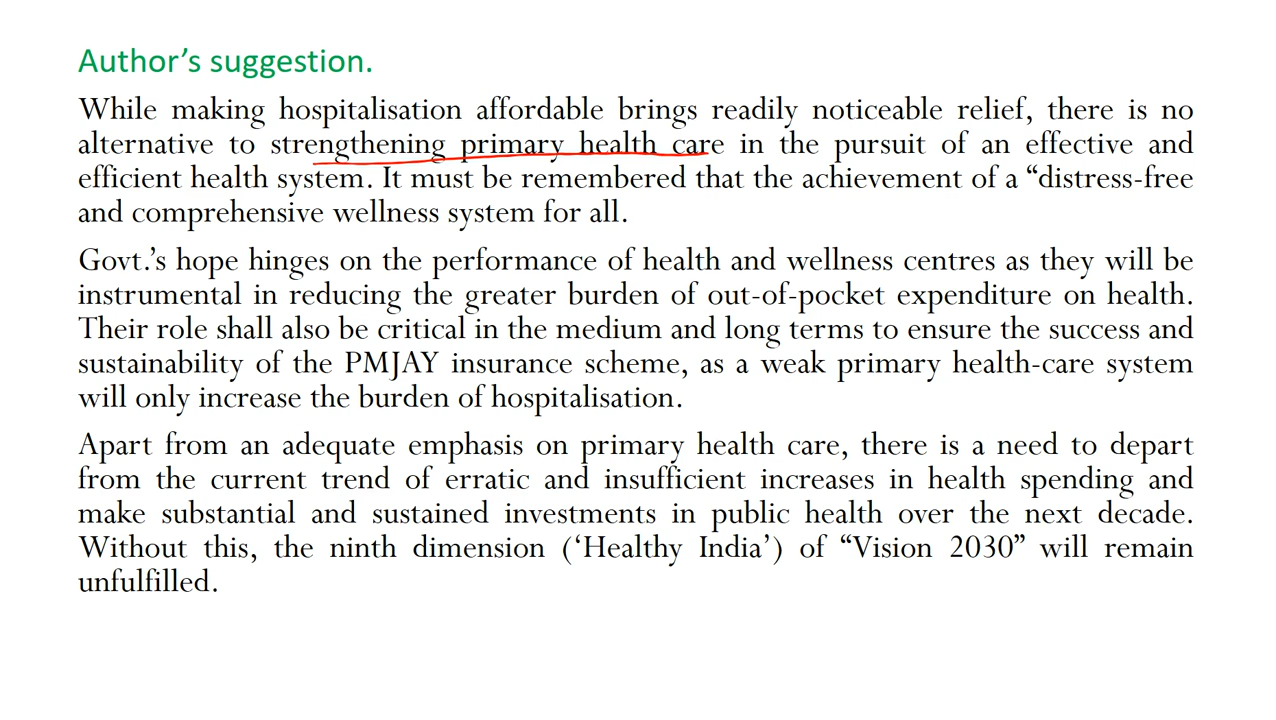 Author’s suggestion.
While making hospitalisation affordable brings readily noticeable relief, there is no
alternative to strengthening primary health care in the pursuit of an effective and
efficient health system. It must be remembered that the achievement of a “distress-free
and comprehensive wellness system for all.
Govt.’s hope hinges on the performance of health and wellness centres as they will be
instrumental in reducing the greater burden of out-of-pocket expenditure on health.
Their role shall also be critical in the medium and long terms to ensure the success and
sustainability of the PMJAY insurance scheme, as a weak primary health-care system
will only increase the burden of hospitalisation.
Apart from an adequate emphasis on primary health care, there is a need to depart
from the current trend of erratic and insufficient increases in health spending and
make substantial and sustained investments in public health over the next decade.
Without this, the ninth dimension (‘Healthy India’) of “Vision 2030” will remain
unfulfilled.